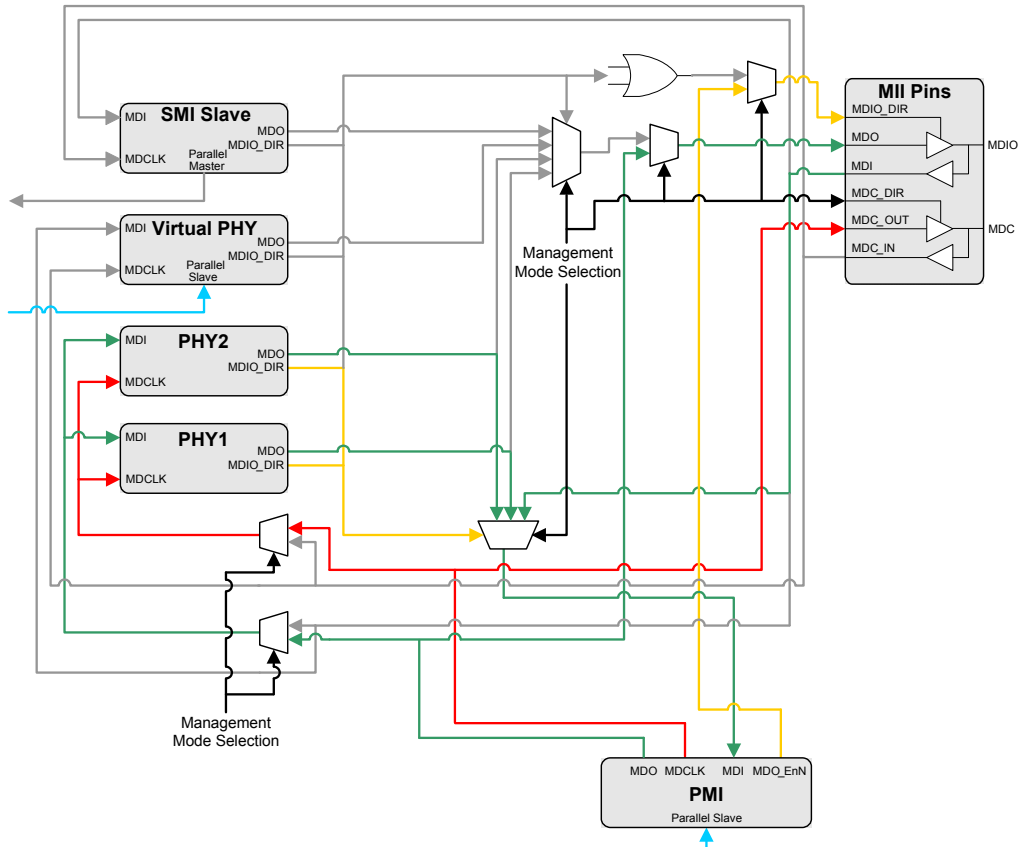 SMI Slave
MDI
MDO
MDIO_DIR
MDCLK
Parallel
Master
Virtual PHY
MDI
MDO
MDIO_DIR
MDCLK
Parallel
Slave
PHY2
MDI
MDO
MDIO_DIR
MDCLK
PHY1
MDI
MDO
MDIO_DIR
MDCLK
MII Pins
MDIO_DIR
MDO
MDIO
MDI
MDC_DIR
MDC_OUT
MDC
MDC_IN
Management
Mode Selection
Management
Mode Selection
MDO MDCLK MDI MDO_EnN
PMI
Parallel Slave